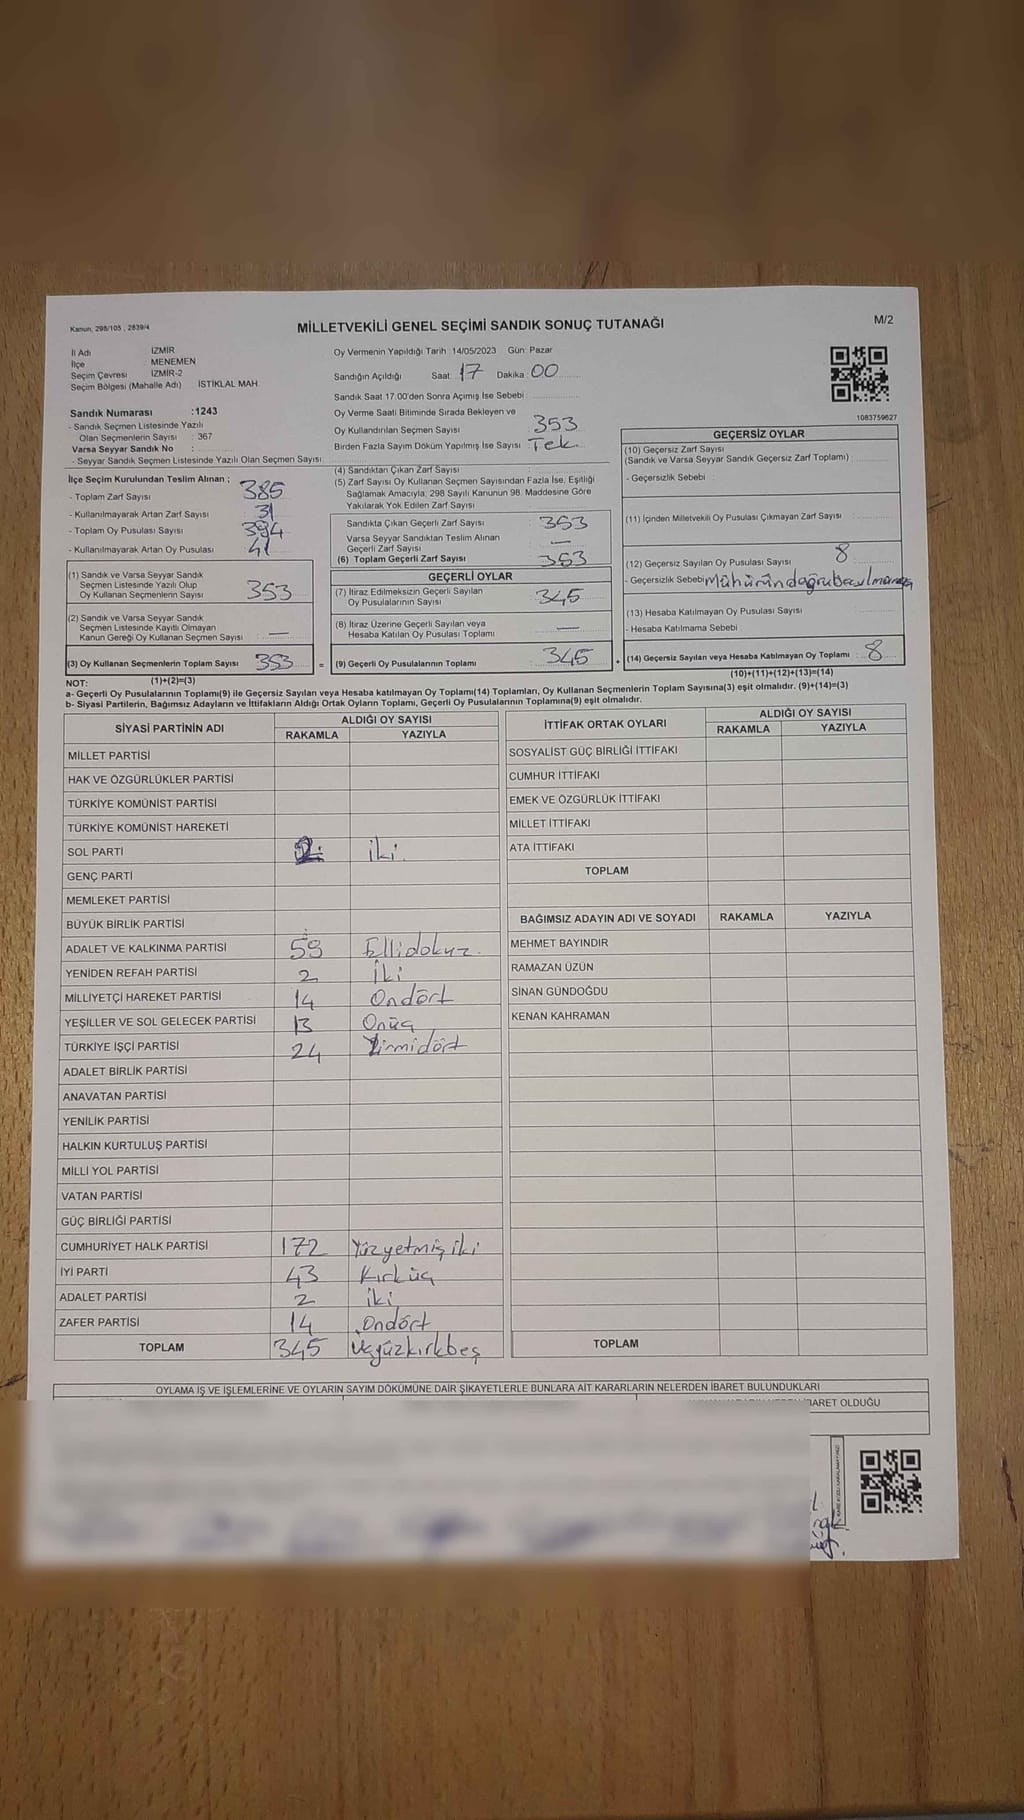 Kanun, 298/105 , 2839/4
MİLLETVEKİLİ GENEL SEÇİMİ SANDIK SONUÇ TUTANAĞI
M/2
İl Adı İZMİR
İlçe MENEMEN
Seçim Çevresi İZMİR-2
Seçim Bölgesi (Mahalle Adı) : İSTİKLAL MAH.
Sandık Numarası :1243
- Sandık Seçmen Listesinde Yazılı
Olan Seçmenlerin Sayısı : 367
Varsa Seyyar Sandık No :
- Seyyar Sandık Seçmen Listesinde Yazılı Olan Seçmen Sayısı :
Oy Vermenin Yapıldığı Tarih :14/05/2023 Gün: Pazar
Sandığın Açıldığı Saat: 17 Dakika : 00
Sandık Saat 17.00'den Sonra Açımış İse Sebebi :
Oy Verme Saati Bitiminde Sırada Bekleyen ve
Oy Kullandırılan Seçmen Sayısı : 353
Birden Fazla Sayım Döküm Yapılmış İse Sayısı : Tek
1083759627
İlçe Seçim Kurulundan Teslim Alınan ;
- Toplam Zarf Sayısı 385
- Kullanılmayarak Artan Zarf Sayısı 31
- Toplam Oy Pusulası Sayısı 394
- Kullanılmayarak Artan Oy Pusulası 41
(1) Sandık ve Varsa Seyyar Sandık
Seçmen Listesinde Yazılı Olup
Oy Kullanan Seçmenlerin Sayısı : 353
(2) Sandık ve Varsa Seyyar Sandık
Seçmen Listesinde Kayıtlı Olmayan
Kanun Gereği Oy Kullanan Seçmen Sayısı : —
(3) Oy Kullanan Seçmenlerin Toplam Sayısı : 353 =
(4) Sandıktan Çıkan Zarf Sayısı
(5) Zarf Sayısı Oy Kullanan Seçmen Sayısından Fazla İse, Eşitliği
Sağlamak Amacıyla, 298 Sayılı Kanunun 98. Maddesine Göre
Yakılarak Yok Edilen Zarf Sayısı
Sandıkta Çıkan Geçerli Zarf Sayısı : 353
Varsa Seyyar Sandıktan Teslim Alınan
Geçerli Zarf Sayısı : —
(6) Toplam Geçerli Zarf Sayısı : 353
GEÇERLİ OYLAR
(7) İtiraz Edilmeksizin Geçerli Sayılan
Oy Pusulalarının Sayısı : 345
(8) İtiraz Üzerine Geçerli Sayılan veya
Hesaba Katılan Oy Pusulası Toplamı : —
(9) Geçerli Oy Pusulalarının Toplamı : 345 +
GEÇERSİZ OYLAR
(10) Geçersiz Zarf Sayısı
(Sandık ve Varsa Seyyar Sandık Geçersiz Zarf Toplamı) :
- Geçersizlik Sebebi :
(11) İçinden Milletvekili Oy Pusulası Çıkmayan Zarf Sayısı :
(12) Geçersiz Sayılan Oy Pusulası Sayısı : 8
- Geçersizlik Sebebi :
(13) Hesaba Katılmayan Oy Pusulası Sayısı :
- Hesaba Katılmama Sebebi :
(14) Geçersiz Sayılan veya Hesaba Katılmayan Oy Toplamı : 8
NOT: (1)+(2)=(3)
(10)+(11)+(12)+(13)=(14)
a- Geçerli Oy Pusulalarının Toplamı(9) ile Geçersiz Sayılan veya Hesaba katılmayan Oy Toplamı(14) Toplamları, Oy Kullanan Seçmenlerin Toplam Sayısına(3) eşit olmalıdır. (9)+(14)=(3)
b- Siyasi Partilerin, Bağımsız Adayların ve İttifakların Aldığı Ortak Oyların Toplamı, Geçerli Oy Pusulalarının Toplamına(9) eşit olmalıdır.
SİYASİ PARTİNİN ADI ALDIĞI OY SAYISI
RAKAMLA YAZIYLA
MİLLET PARTİSİ
HAK VE ÖZGÜRLÜKLER PARTİSİ
TÜRKİYE KOMÜNİST PARTİSİ
TÜRKİYE KOMÜNİST HAREKETİ
SOL PARTİ 2 iki
GENÇ PARTİ
MEMLEKET PARTİSİ
BÜYÜK BİRLİK PARTİSİ
ADALET VE KALKINMA PARTİSİ 59 Ellidokuz
YENİDEN REFAH PARTİSİ 2 İki
MİLLİYETÇİ HAREKET PARTİSİ 14 Ondört
YEŞİLLER VE SOL GELECEK PARTİSİ 13 Onüç
TÜRKİYE İŞÇİ PARTİSİ 24 Yirmidört
ADALET BİRLİK PARTİSİ
ANAVATAN PARTİSİ
YENİLİK PARTİSİ
HALKIN KURTULUŞ PARTİSİ
MİLLİ YOL PARTİSİ
VATAN PARTİSİ
GÜÇ BİRLİĞİ PARTİSİ
CUMHURİYET HALK PARTİSİ 172 Yüzyetmiş iki
İYİ PARTİ 43 Kırküç
ADALET PARTİSİ 2 iki
ZAFER PARTİSİ 14 Ondört
TOPLAM 345 Üçyüzkırkbeş
İTTİFAK ORTAK OYLARI ALDIĞI OY SAYISI
RAKAMLA YAZIYLA
SOSYALİST GÜÇ BİRLİĞİ İTTİFAKI
CUMHUR İTTİFAKI
EMEK VE ÖZGÜRLÜK İTTİFAKI
MİLLET İTTİFAKI
ATA İTTİFAKI
TOPLAM
BAĞIMSIZ ADAYIN ADI VE SOYADI RAKAMLA YAZIYLA
MEHMET BAYINDIR
RAMAZAN ÜZÜN
SİNAN GÜNDOĞDU
KENAN KAHRAMAN
TOPLAM
OYLAMA İŞ VE İŞLEMLERİNE VE OYLARIN SAYIM DÖKÜMÜNE DAİR ŞİKAYETLERLE BUNLARA AİT KARARLARIN NELERDEN İBARET BULUNDUKLARI
OLDUĞU